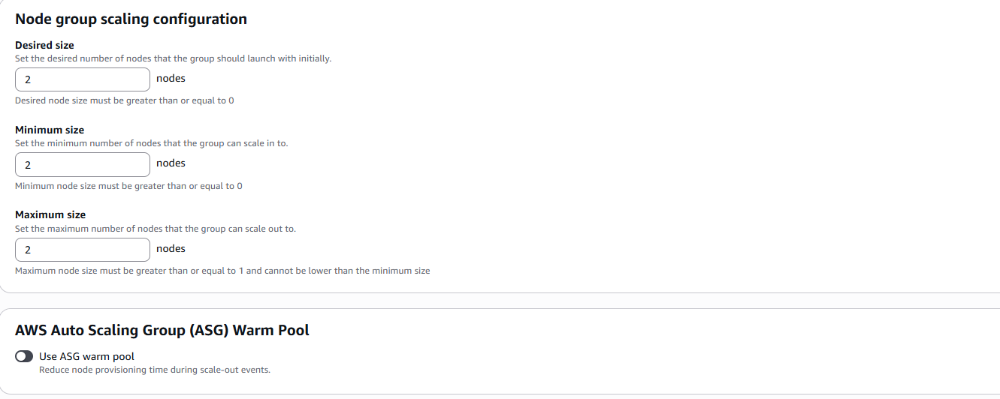 Node group scaling configuration
Desired size
Set the desired number of nodes that the group should launch with initially.
2 nodes
Desired node size must be greater than or equal to 0
Minimum size
Set the minimum number of nodes that the group can scale in to.
2 nodes
Minimum node size must be greater than or equal to 0
Maximum size
Set the maximum number of nodes that the group can scale out to.
2 nodes
Maximum node size must be greater than or equal to 1 and cannot be lower than the minimum size
AWS Auto Scaling Group (ASG) Warm Pool
Use ASG warm pool
Reduce node provisioning time during scale-out events.